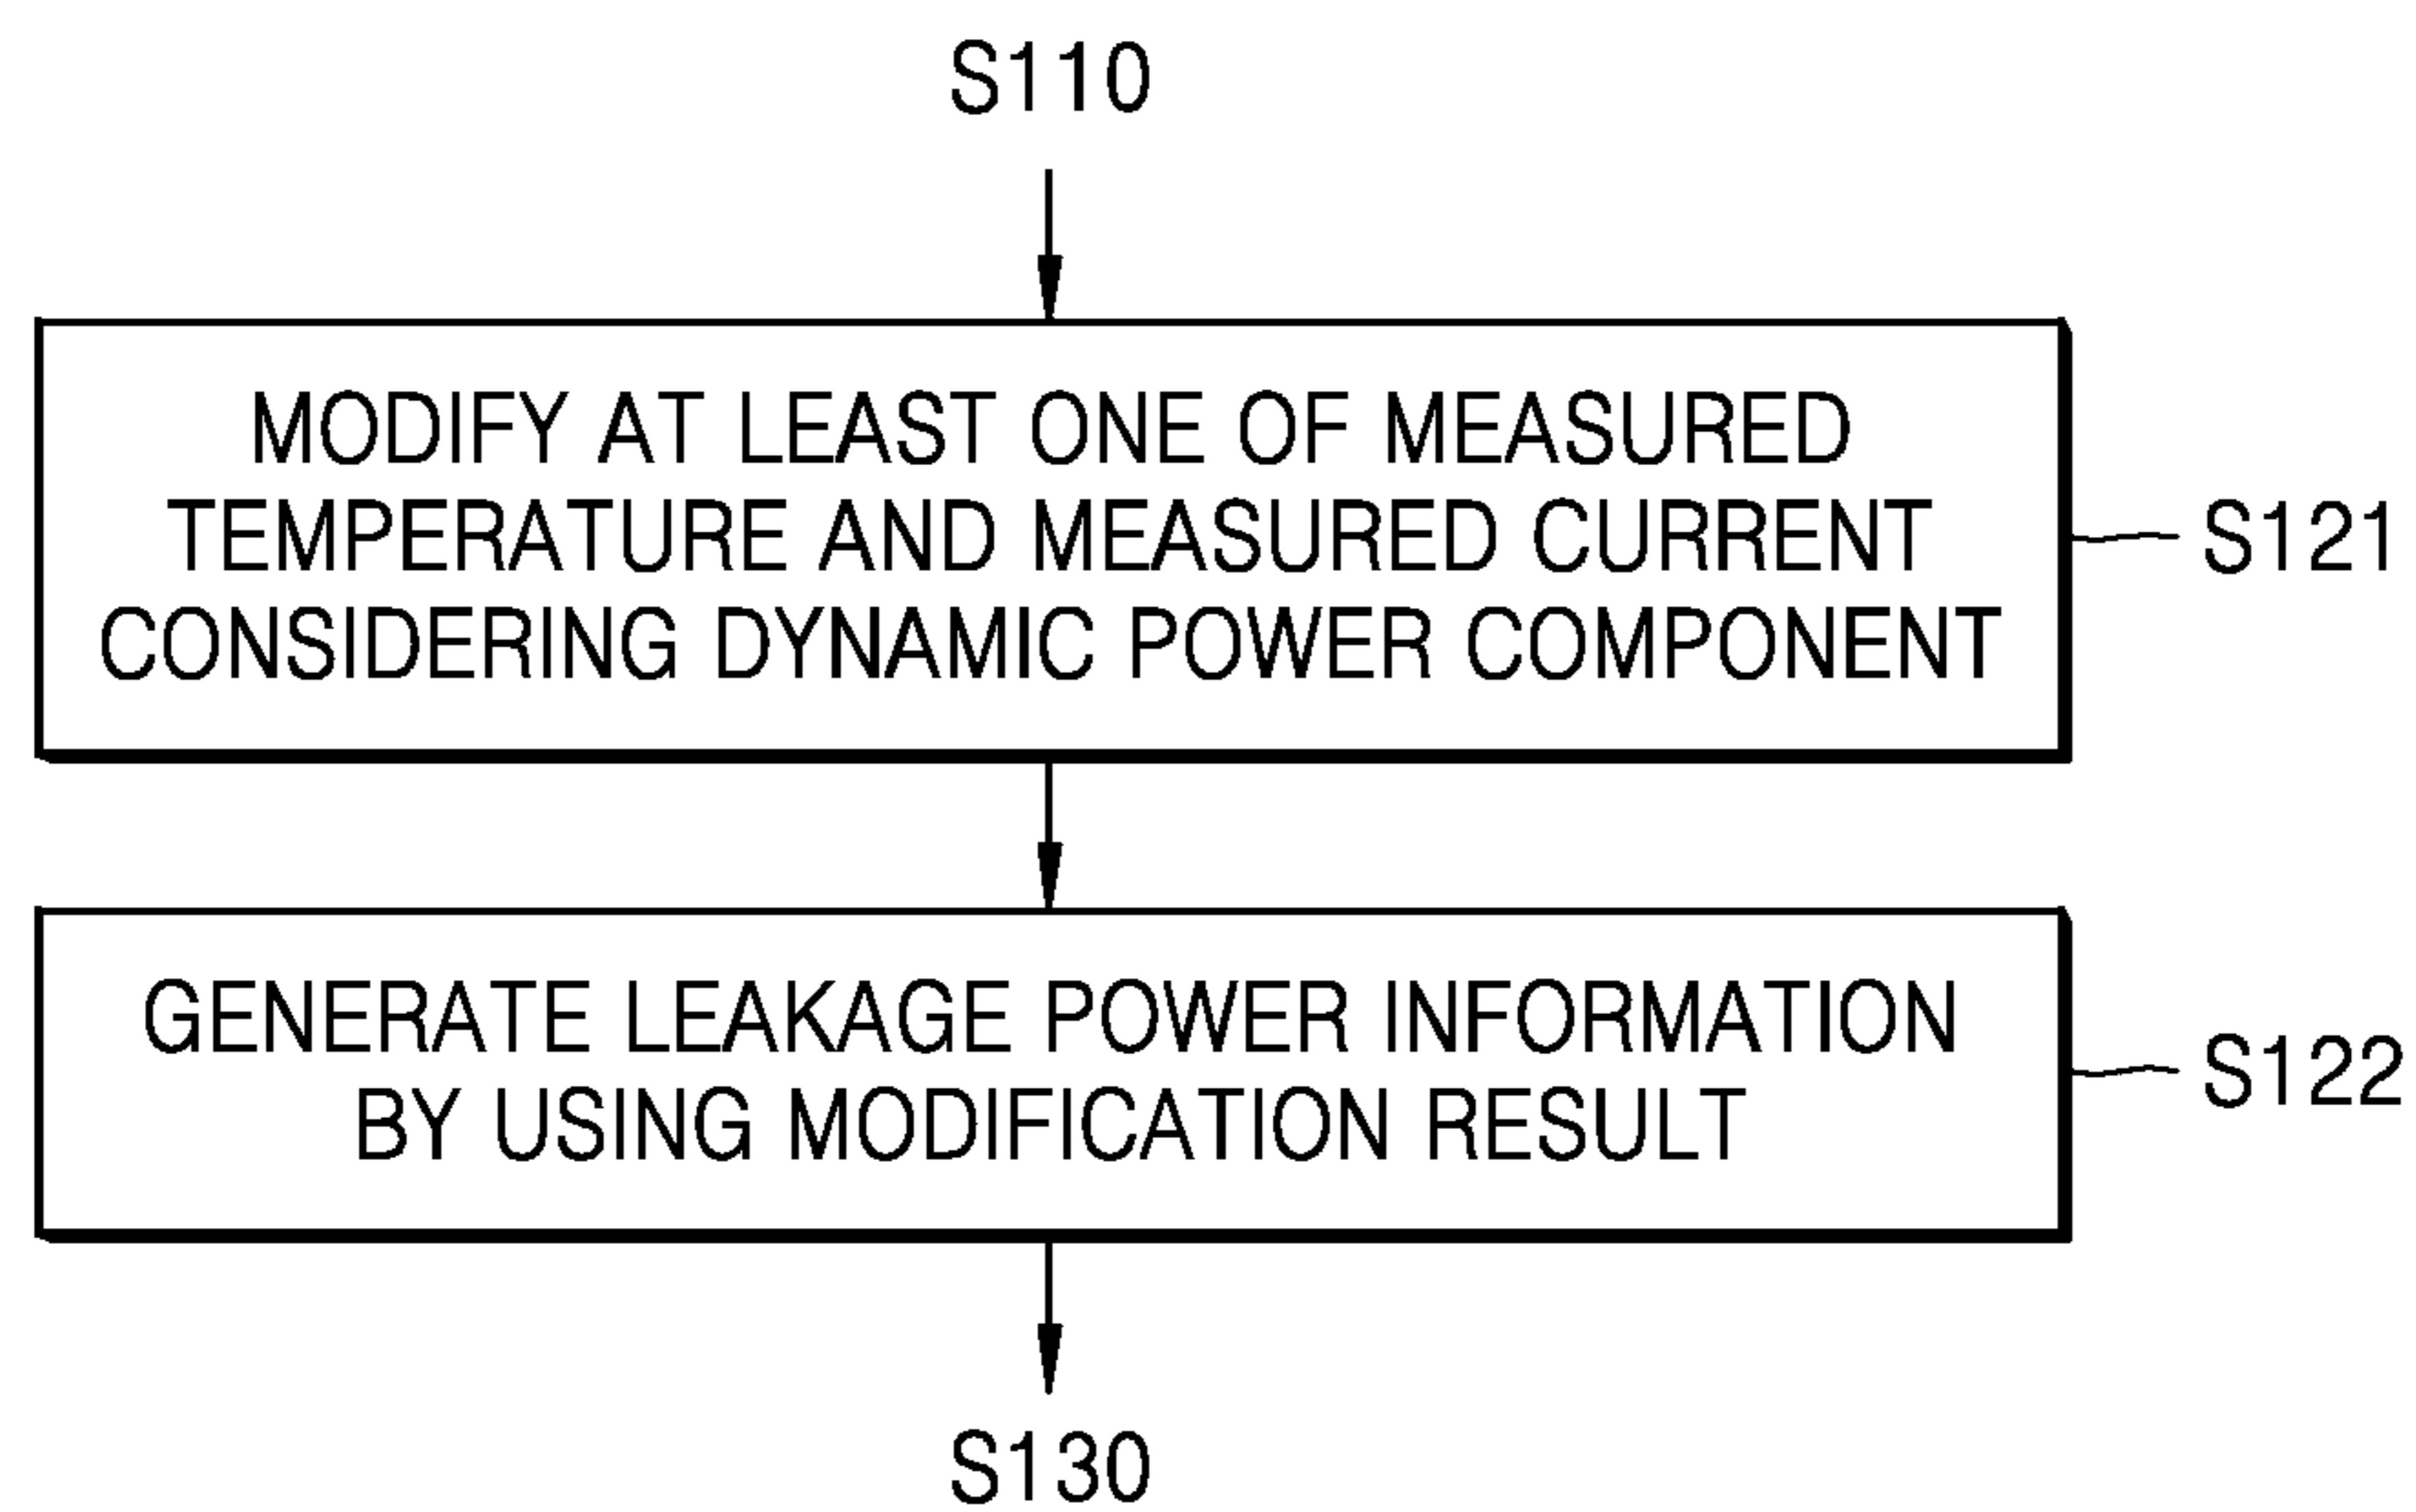 S110
MODIFY AT LEAST ONE OF MEASURED
TEMPERATURE AND MEASURED CURRENT
CONSIDERING DYNAMIC POWER COMPONENT
S121
GENERATE LEAKAGE POWER INFORMATION
BY USING MODIFICATION RESULT
S122
S130